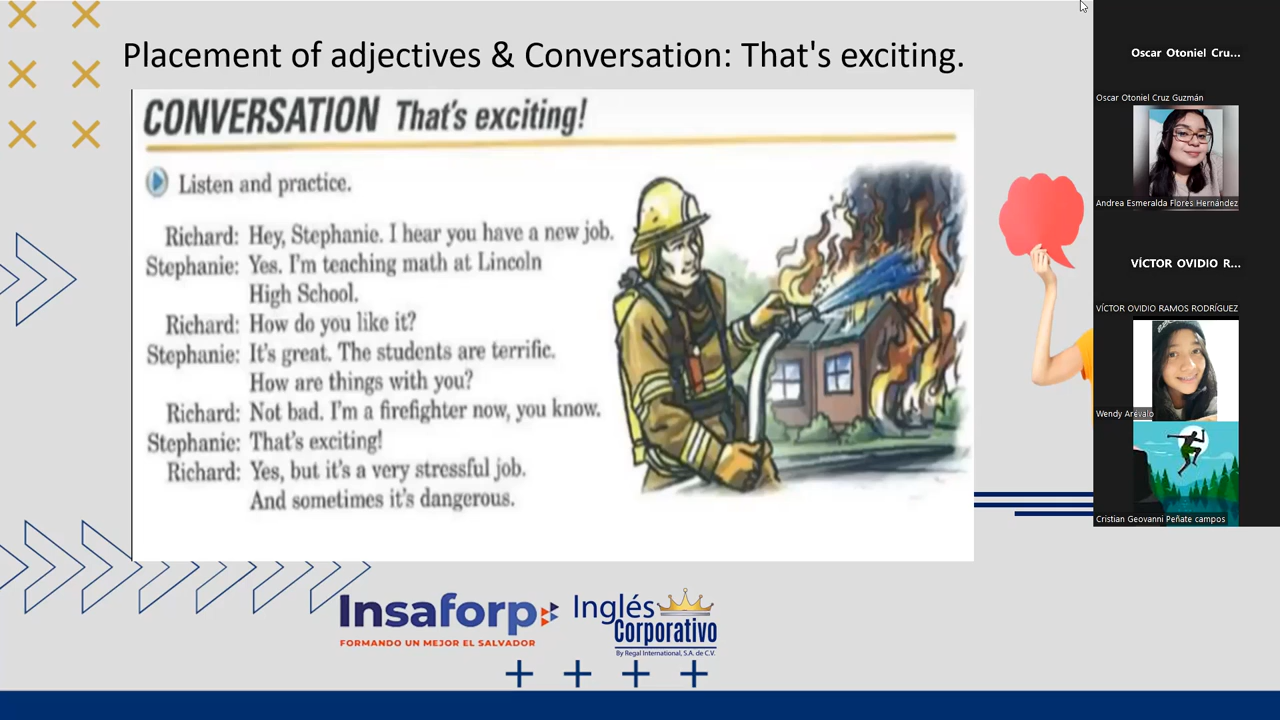 Placement of adjectives & Conversation: That's exciting.
CONVERSATION That's exciting!
Listen and practice.
Richard: Hey, Stephanie. I hear you have a new job.
Stephanie: Yes. I'm teaching math at Lincoln
High School.
Richard: How do you like it?
Stephanie: It's great. The students are terrific.
How are things with you?
Richard: Not bad. I'm a firefighter now, you know.
Stephanie: That's exciting!
Richard: Yes, but it's a very stressful job.
And sometimes it's dangerous.
Insaforp
FORMANDO UN MEJOR EL SALVADOR
Inglés
Corporativo
By Regal International, S.A. de C.V.
Oscar Otoniel Cru...
Oscar Otoniel Cruz Guzmán
Andrea Esmeralda Flores Hernández
VÍCTOR OVIDIO R...
VÍCTOR OVIDIO RAMOS RODRÍGUEZ
Wendy Arévalo
Cristian Geovanni Peñate campos